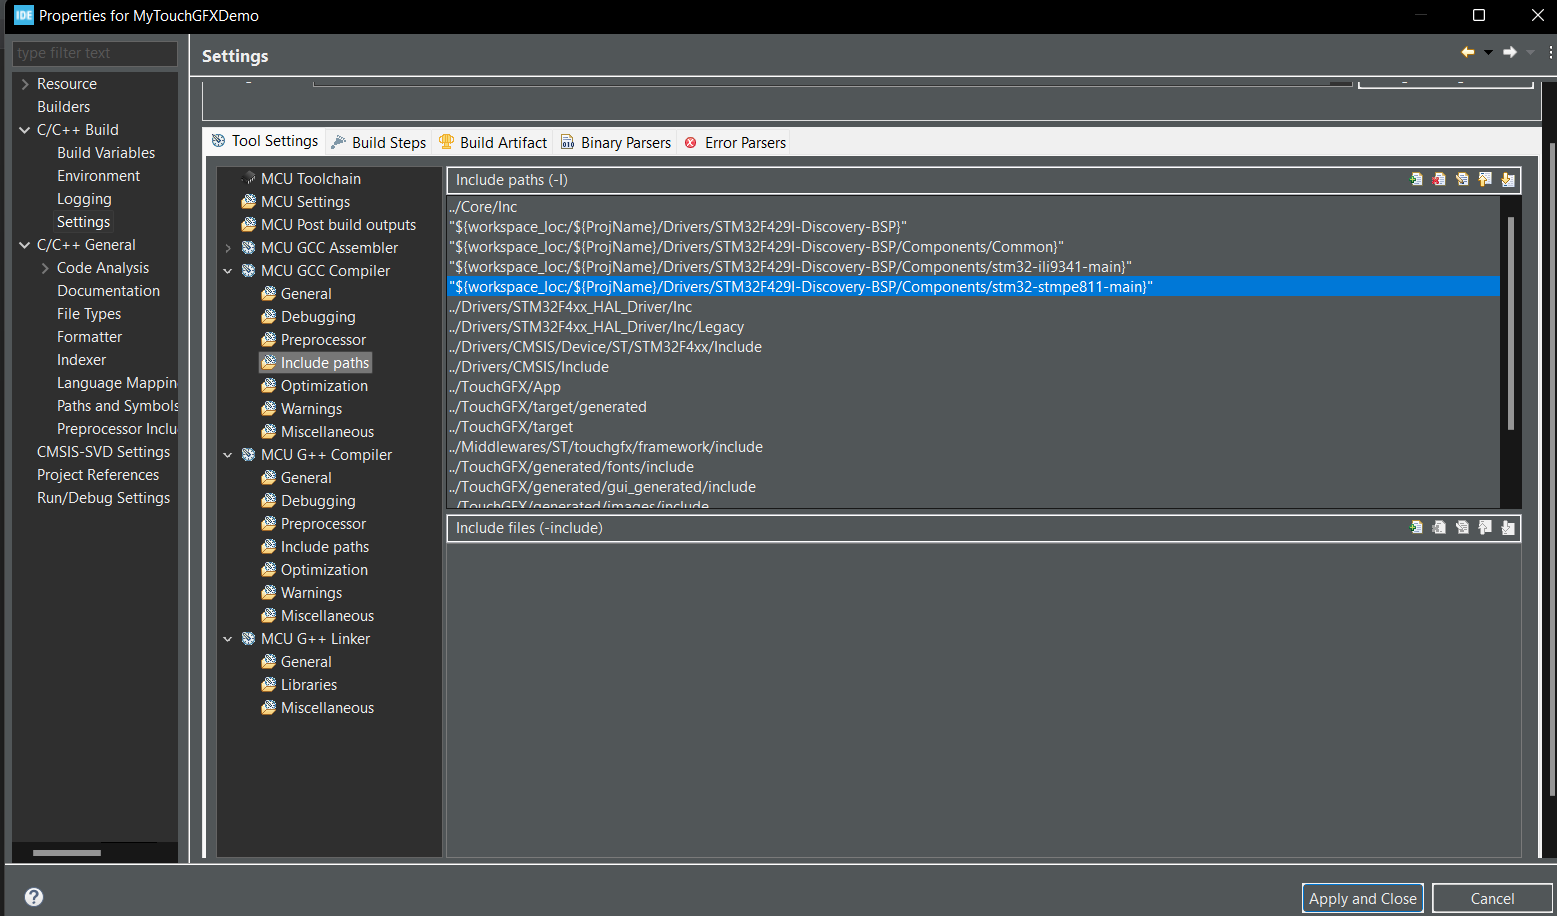 IDE Properties for MyTouchGFXDemo
type filter text
Settings
Resource
Builders
C/C++ Build
Build Variables
Environment
Logging
Settings
C/C++ General
Code Analysis
Documentation
File Types
Formatter
Indexer
Language Mappin
Paths and Symbols
Preprocessor Inclu
CMSIS-SVD Settings
Project References
Run/Debug Settings
Tool Settings
Build Steps
Build Artifact
Binary Parsers
Error Parsers
MCU Toolchain
MCU Settings
MCU Post build outputs
MCU GCC Assembler
MCU GCC Compiler
General
Debugging
Preprocessor
Include paths
Optimization
Warnings
Miscellaneous
MCU G++ Compiler
General
Debugging
Preprocessor
Include paths
Optimization
Warnings
Miscellaneous
MCU G++ Linker
General
Libraries
Miscellaneous
Include paths (-I)
../Core/Inc
"${workspace_loc:/${ProjName}/Drivers/STM32F429I-Discovery-BSP}"
"${workspace_loc:/${ProjName}/Drivers/STM32F429I-Discovery-BSP/Components/Common}"
"${workspace_loc:/${ProjName}/Drivers/STM32F429I-Discovery-BSP/Components/stm32-ili9341-main}"
"${workspace_loc:/${ProjName}/Drivers/STM32F429I-Discovery-BSP/Components/stm32-stmpe811-main}"
../Drivers/STM32F4xx_HAL_Driver/Inc
../Drivers/STM32F4xx_HAL_Driver/Inc/Legacy
../Drivers/CMSIS/Device/ST/STM32F4xx/Include
../Drivers/CMSIS/Include
../TouchGFX/App
../TouchGFX/target/generated
../TouchGFX/target
../Middlewares/ST/touchgfx/framework/include
../TouchGFX/generated/fonts/include
../TouchGFX/generated/gui_generated/include
../TouchGFX/generated/images/include
Include files (-include)
Apply and Close
Cancel